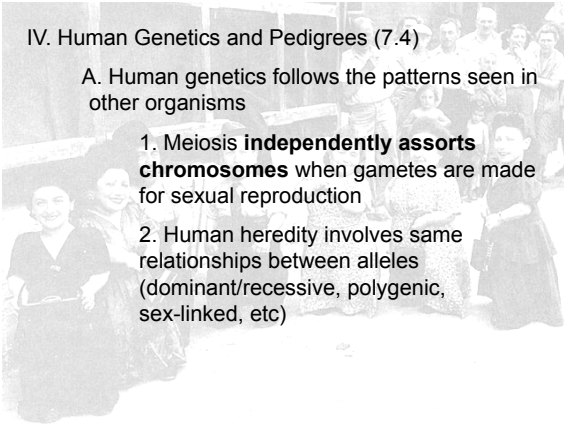 IV. Human Genetics and Pedigrees (7.4)
A. Human genetics follows the patterns seen in
other organisms
1. Meiosis independently assorts
chromosomes when gametes are made
for sexual reproduction
2. Human heredity involves same
relationships between alleles
(dominant/recessive, polygenic,
sex-linked, etc)